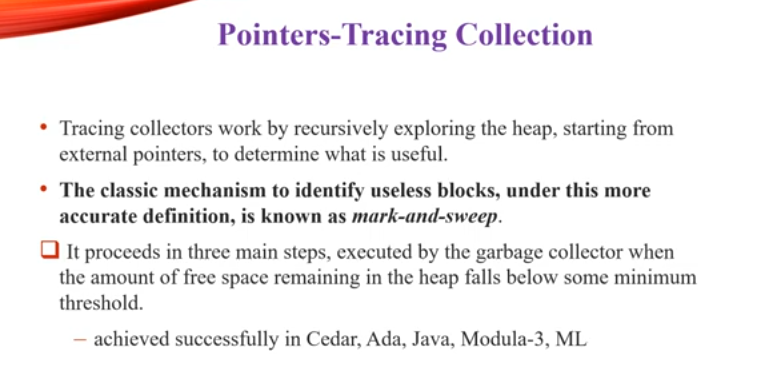 Pointers-Tracing Collection
• Tracing collectors work by recursively exploring the heap, starting from
external pointers, to determine what is useful.
• The classic mechanism to identify useless blocks, under this more
accurate definition, is known as mark-and-sweep.
❑ It proceeds in three main steps, executed by the garbage collector when
the amount of free space remaining in the heap falls below some minimum
threshold.
– achieved successfully in Cedar, Ada, Java, Modula-3, ML